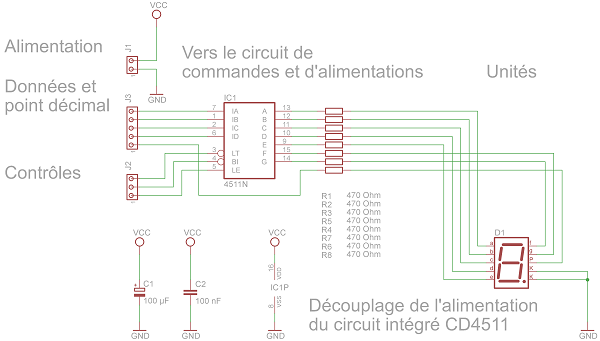 VCC
Alimentation
J1
GND
Vers le circuit de
commandes et d'alimentations
Unités
Données et
point décimal
J3
IC1
7 IA A 13
1 IB B 12
2 IC C 11
6 ID D 10
E 9
3 LT F 15
4 BI G 14
5 LE
4511N
Contrôles
J2
R1 470 Ohm
R2 470 Ohm
R3 470 Ohm
R5 470 Ohm
R4 470 Ohm
R7 470 Ohm
R6 470 Ohm
R8 470 Ohm
VCC
VCC
VCC
D1
a f
b g
c P
d K
e K
C1
100 µF
C2
100 nF
16
VDD
IC1P
8
VSS
GND
GND
GND
GND
Découplage de l'alimentation
du circuit intégré CD4511